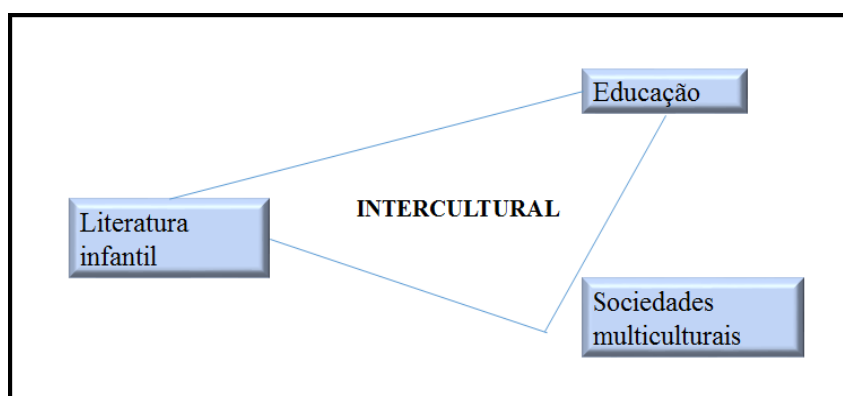 Educação
Literatura
infantil
INTERCULTURAL
Sociedades
multiculturais